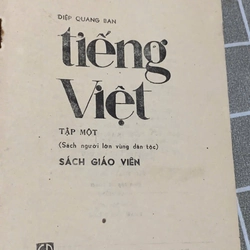 DIỆP QUANG BAN
tiếng
Việt
TẬP MỘT
(Sách người lớn vùng dân tộc)
SÁCH GIÁO VIÊN